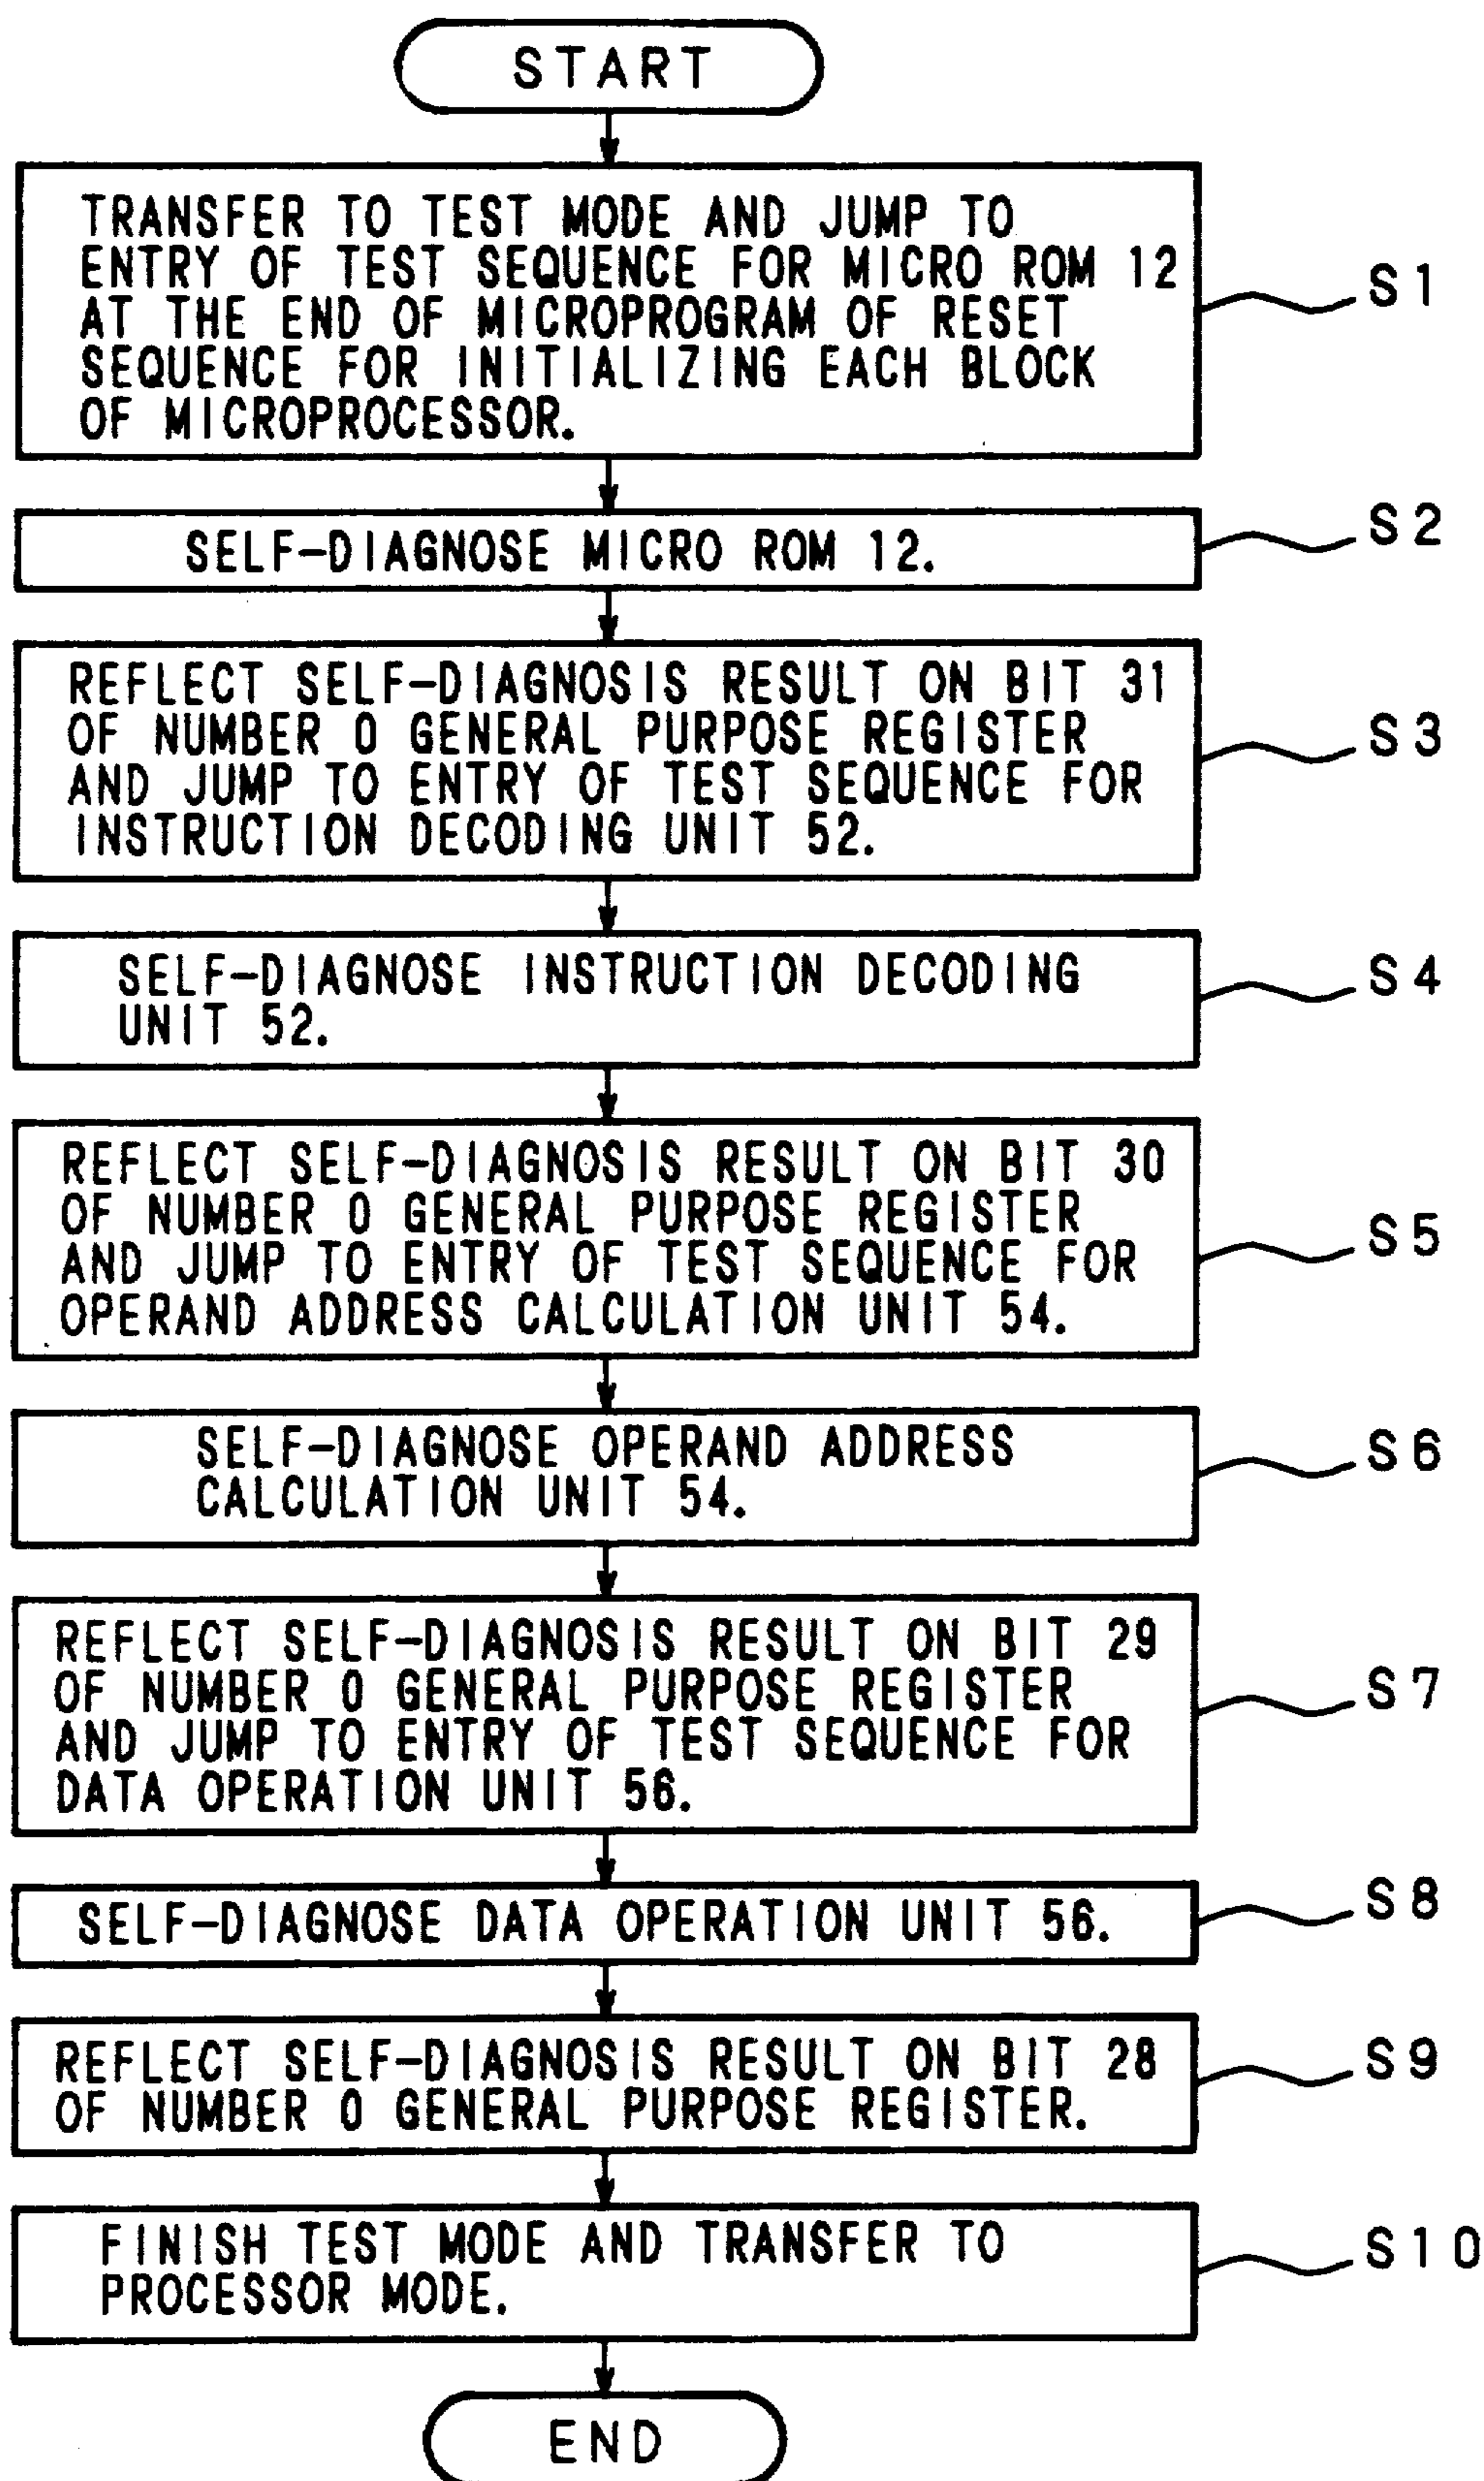 START
TRANSFER TO TEST MODE AND JUMP TO
ENTRY OF TEST SEQUENCE FOR MICRO ROM 12
AT THE END OF MICROPROGRAM OF RESET
SEQUENCE FOR INITIALIZING EACH BLOCK
OF MICROPROCESSOR.
S1
SELF-DIAGNOSE MICRO ROM 12.
S2
REFLECT SELF-DIAGNOSIS RESULT ON BIT 31
OF NUMBER 0 GENERAL PURPOSE REGISTER
AND JUMP TO ENTRY OF TEST SEQUENCE FOR
INSTRUCTION DECODING UNIT 52.
S3
SELF-DIAGNOSE INSTRUCTION DECODING
UNIT 52.
S4
REFLECT SELF-DIAGNOSIS RESULT ON BIT 30
OF NUMBER 0 GENERAL PURPOSE REGISTER
AND JUMP TO ENTRY OF TEST SEQUENCE FOR
OPERAND ADDRESS CALCULATION UNIT 54.
S5
SELF-DIAGNOSE OPERAND ADDRESS
CALCULATION UNIT 54.
S6
REFLECT SELF-DIAGNOSIS RESULT ON BIT 29
OF NUMBER 0 GENERAL PURPOSE REGISTER
AND JUMP TO ENTRY OF TEST SEQUENCE FOR
DATA OPERATION UNIT 56.
S7
SELF-DIAGNOSE DATA OPERATION UNIT 56.
S8
REFLECT SELF-DIAGNOSIS RESULT ON BIT 28
OF NUMBER 0 GENERAL PURPOSE REGISTER.
S9
FINISH TEST MODE AND TRANSFER TO
PROCESSOR MODE.
S10
END